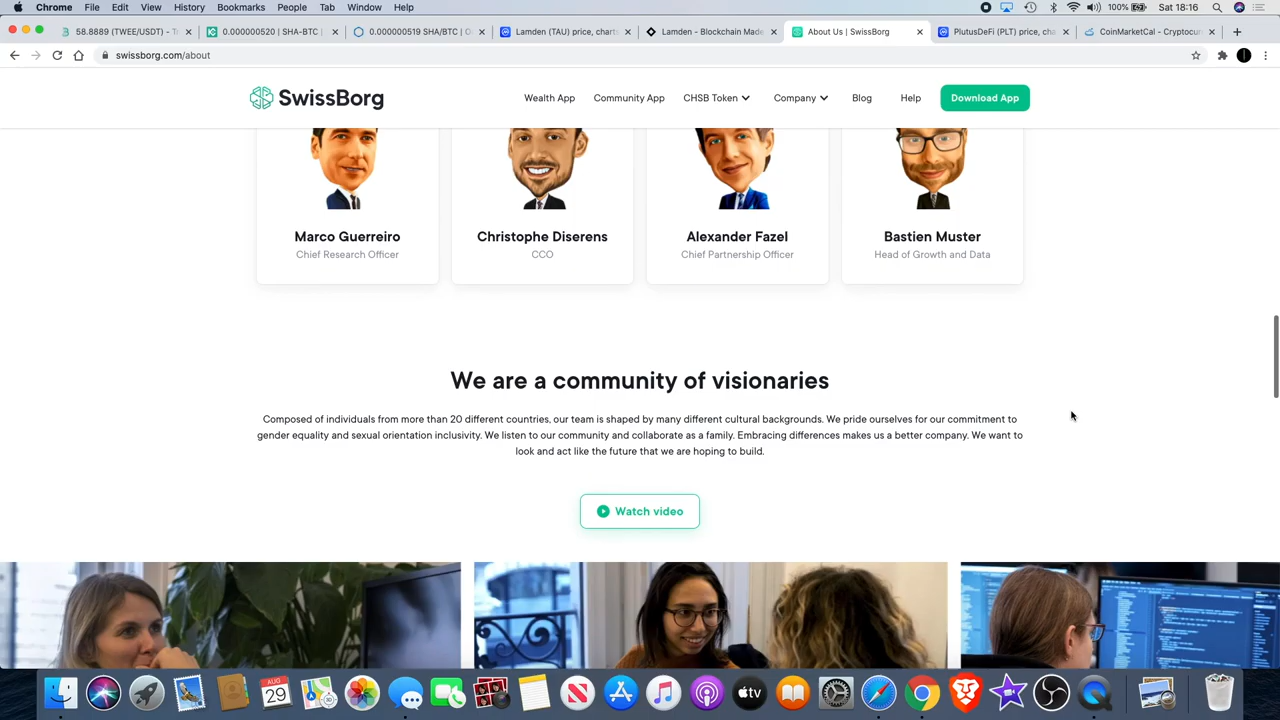 Chrome File Edit View History Bookmarks People Tab Window Help 100% Sat 18:16
58.8889 (TWEE/USDT) - T 0.000000520 | SHA-BTC | 0.000000519 SHA/BTC | O Lamden (TAU) price, chart Lamden - Blockchain Made About Us | SwissBorg PlutusDeFi (PLT) price, cha CoinMarketCal - Cryptocur
swissborg.com/about
SwissBorg Wealth App Community App CHSB Token Company Blog Help Download App
Marco Guerreiro Christophe Diserens Alexander Fazel Bastien Muster
Chief Research Officer CCO Chief Partnership Officer Head of Growth and Data
We are a community of visionaries
Composed of individuals from more than 20 different countries, our team is shaped by many different cultural backgrounds. We pride ourselves for our commitment to
gender equality and sexual orientation inclusivity. We listen to our community and collaborate as a family. Embracing differences makes us a better company. We want to
look and act like the future that we are hoping to build.
Watch video
AUG
29
tv